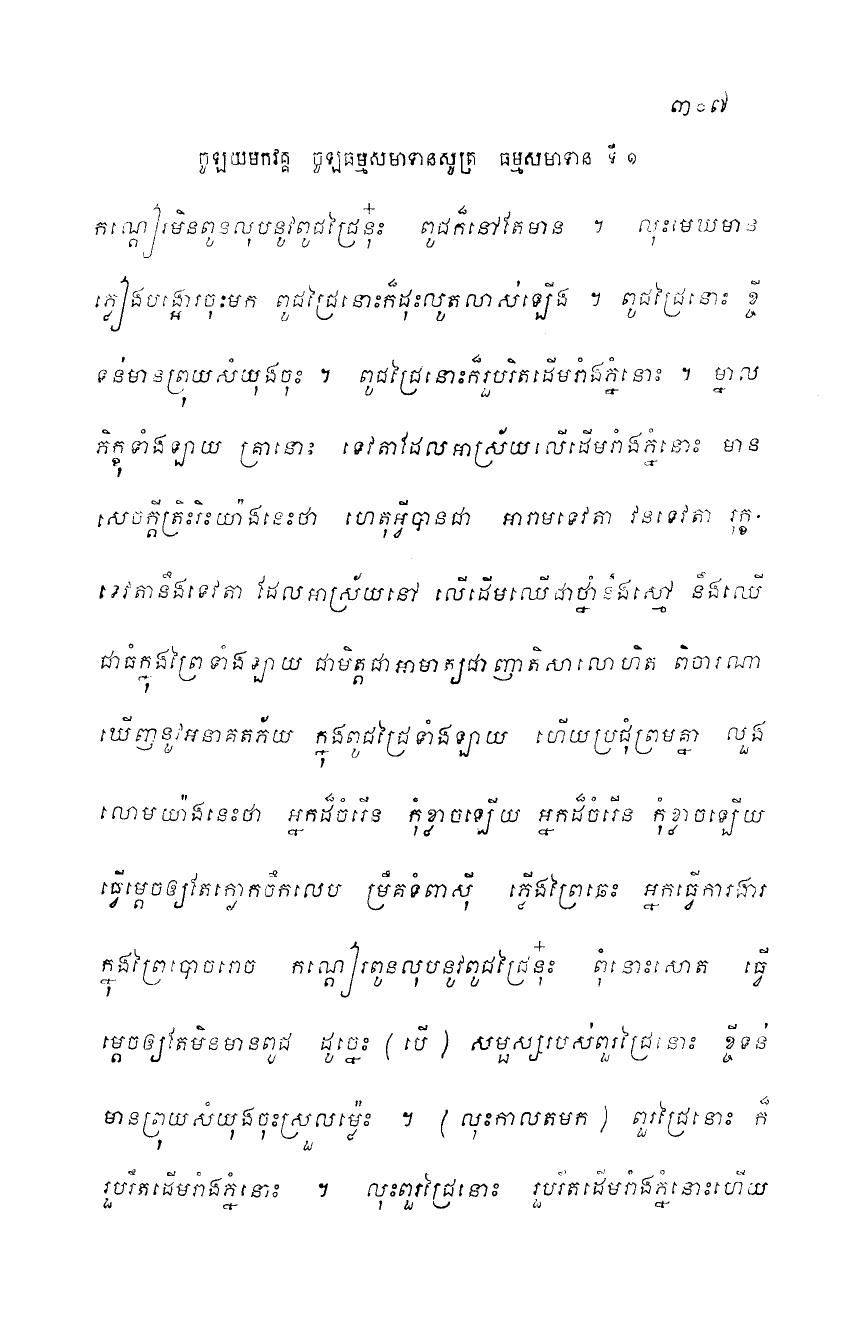 ៣០៧
ចូឡយមកវគ្គ ចូឡធម្មសមាទានសូត្រ ធម្មសមាទាន ទី ១
កណ្តៀរមិនពូនលុបនូវពូជជ្រៃនុ៎ះ ពូជក៏នៅតែមាន ។ លុះមេឃមាន
ភ្លៀងបង្អោរចុះមក ពូជជ្រៃនោះក៏ដុះលូតលាស់ឡើង ។ ពូជជ្រៃនោះ ខ្ចី
ទន់មានព្រុយសំយុងចុះ ។ ពូជជ្រៃនោះក៏រួបរឹតដើមរាំងភ្នំនោះ ។ ម្នាល
ភិក្ខុទាំងឡាយ គ្រានោះ ទេវតាដែលអាស្រ័យលើដើមរាំងភ្នំនោះ មាន
សេចក្តីត្រិះរិះយ៉ាងនេះថា ហេតុអ្វីបានជា អារាមទេវតា វនទេវតា រុក្ខ-
ទេវតានឹងទេវតា ដែលអាស្រ័យនៅ លើដើមឈើជាថ្នាំនឹងស្មៅ នឹងឈើ
ជាធំក្នុងព្រៃទាំងឡាយ ជាមិត្តជាអាមាត្យជាញាតិសាលោហិត ពិចារណា
ឃើញនូវអនាគតភ័យ ក្នុងពូជជ្រៃទាំងឡាយ ហើយប្រជុំព្រមគ្នា លួង
លោមយ៉ាងនេះថា អ្នកដ៏ចំរើន កុំខ្លាចឡើយ អ្នកដ៏ចំរើន កុំខ្លាចឡើយ
ធ្វើម្តេចឲ្យតែក្ងោកចឹកលេប ម្រឹគទំពាស៊ី ភ្លើងព្រៃឆេះ អ្នកធ្វើការងារ
ក្នុងព្រៃបោចរោច កណ្តៀរពូនលុបនូវពូជជ្រៃនុ៎ះ ពុំនោះសោត ធ្វើ
ម្តេចឲ្យតែមិនមានពូជ ដូច្នេះ ( បើ ) សម្ផស្សរបស់ពួរជ្រៃនោះ ខ្ចីទន់
មានព្រុយសំយុងចុះស្រួលម៉្លេះ ។ ( លុះកាលតមក ) ពួរជ្រៃនោះ ក៏
រួបរឹតដើមរាំងភ្នំនោះ ។ លុះពួរជ្រៃនោះ រួបរឹតដើមរាំងភ្នំនោះហើយ